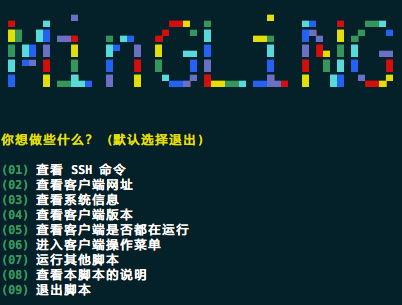 MiNGLiNG
你想做些什么? (默认选择退出)
(01) 查看 SSH 命令
(02) 查看客户端网址
(03) 查看系统信息
(04) 查看客户端版本
(05) 查看客户端是否都在运行
(06) 进入客户端操作菜单
(07) 运行其他脚本
(08) 查看本脚本的说明
(09) 退出脚本